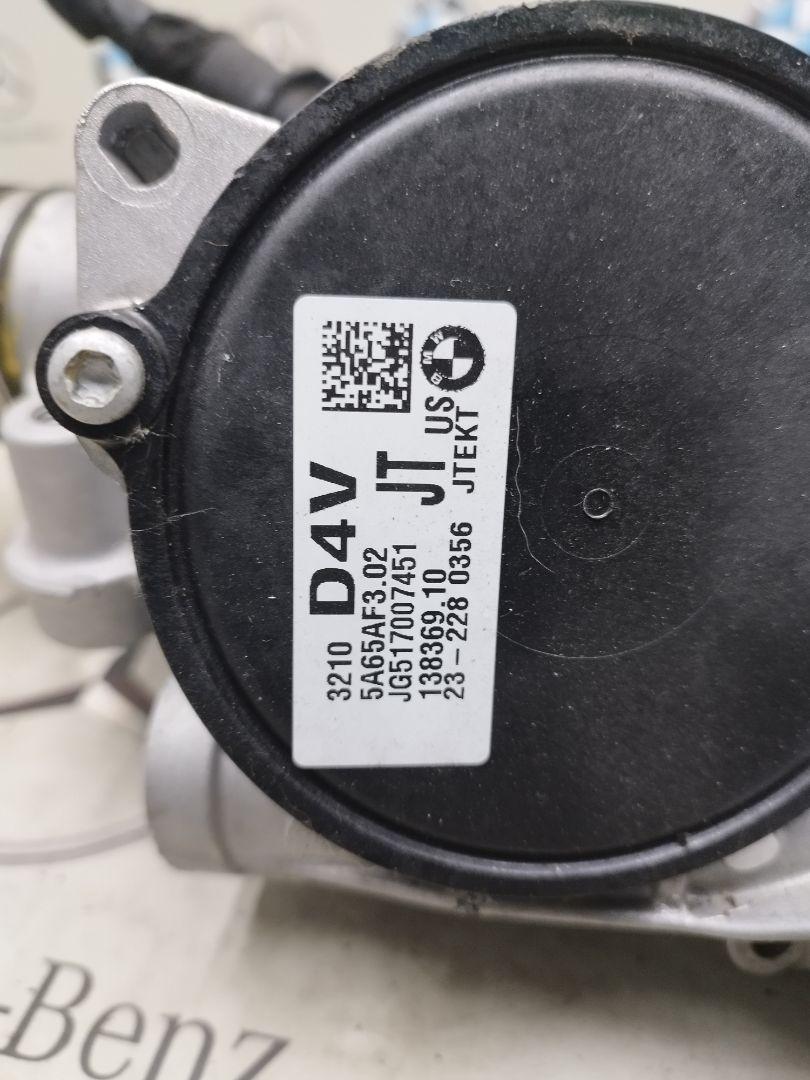 BMW
US
JT
JTEKT
3210 D4V
5A65AF3.02
JG517007451
138369.10
23-228 0356
-Benz